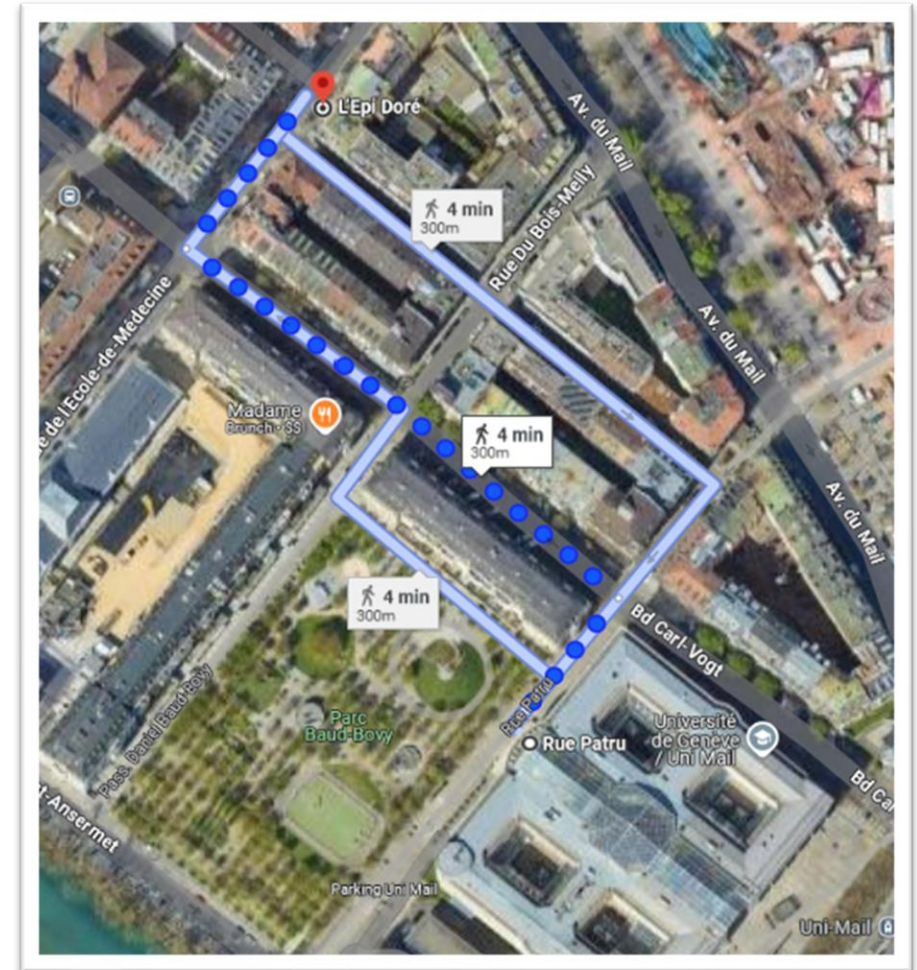 L'Epi Doré
Av. du Mail
4 min
300m
Rue Du Bois-Melly
Av. du Mail
e de l'Ecole-de-Médecine
Madame
Brunch • $$
4 min
300m
Av. du Mail
4 min
300m
Bd Carl-Vogt
Rue Patru
Parc
Baud-Bovy
Pass. Daniel Baud-Bovy
Rue Patru
Université
de Genève
/ Uni Mail
Bd Car
t-Ansermet
Parking Uni Mail
Uni-Mail